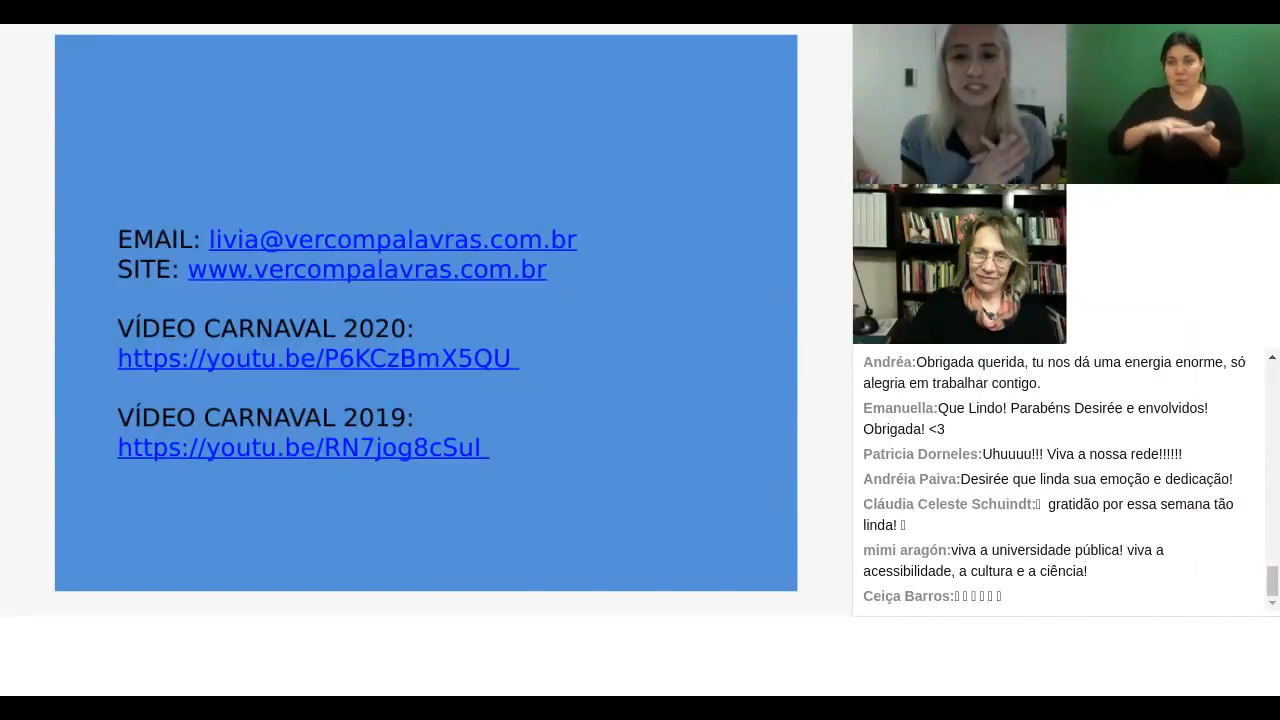 EMAIL: livia@vercompalavras.com.br
SITE: www.vercompalavras.com.br
VÍDEO CARNAVAL 2020:
https://youtu.be/P6KCzBmX5QU
VÍDEO CARNAVAL 2019:
https://youtu.be/RN7jog8cSuI
Andréa:Obrigada querida, tu nos dá uma energia enorme, só
alegria em trabalhar contigo.
Emanuella:Que Lindo! Parabéns Desirée e envolvidos!
Obrigada! <3
Patricia Dorneles:Uhuuuu!!! Viva a nossa rede!!!!!!
Andréia Paiva:Desirée que linda sua emoção e dedicação!
Cláudia Celeste Schuindt: gratidão por essa semana tão
linda!
mimi aragón:viva a universidade pública! viva a
acessibilidade, a cultura e a ciência!
Ceiça Barros: